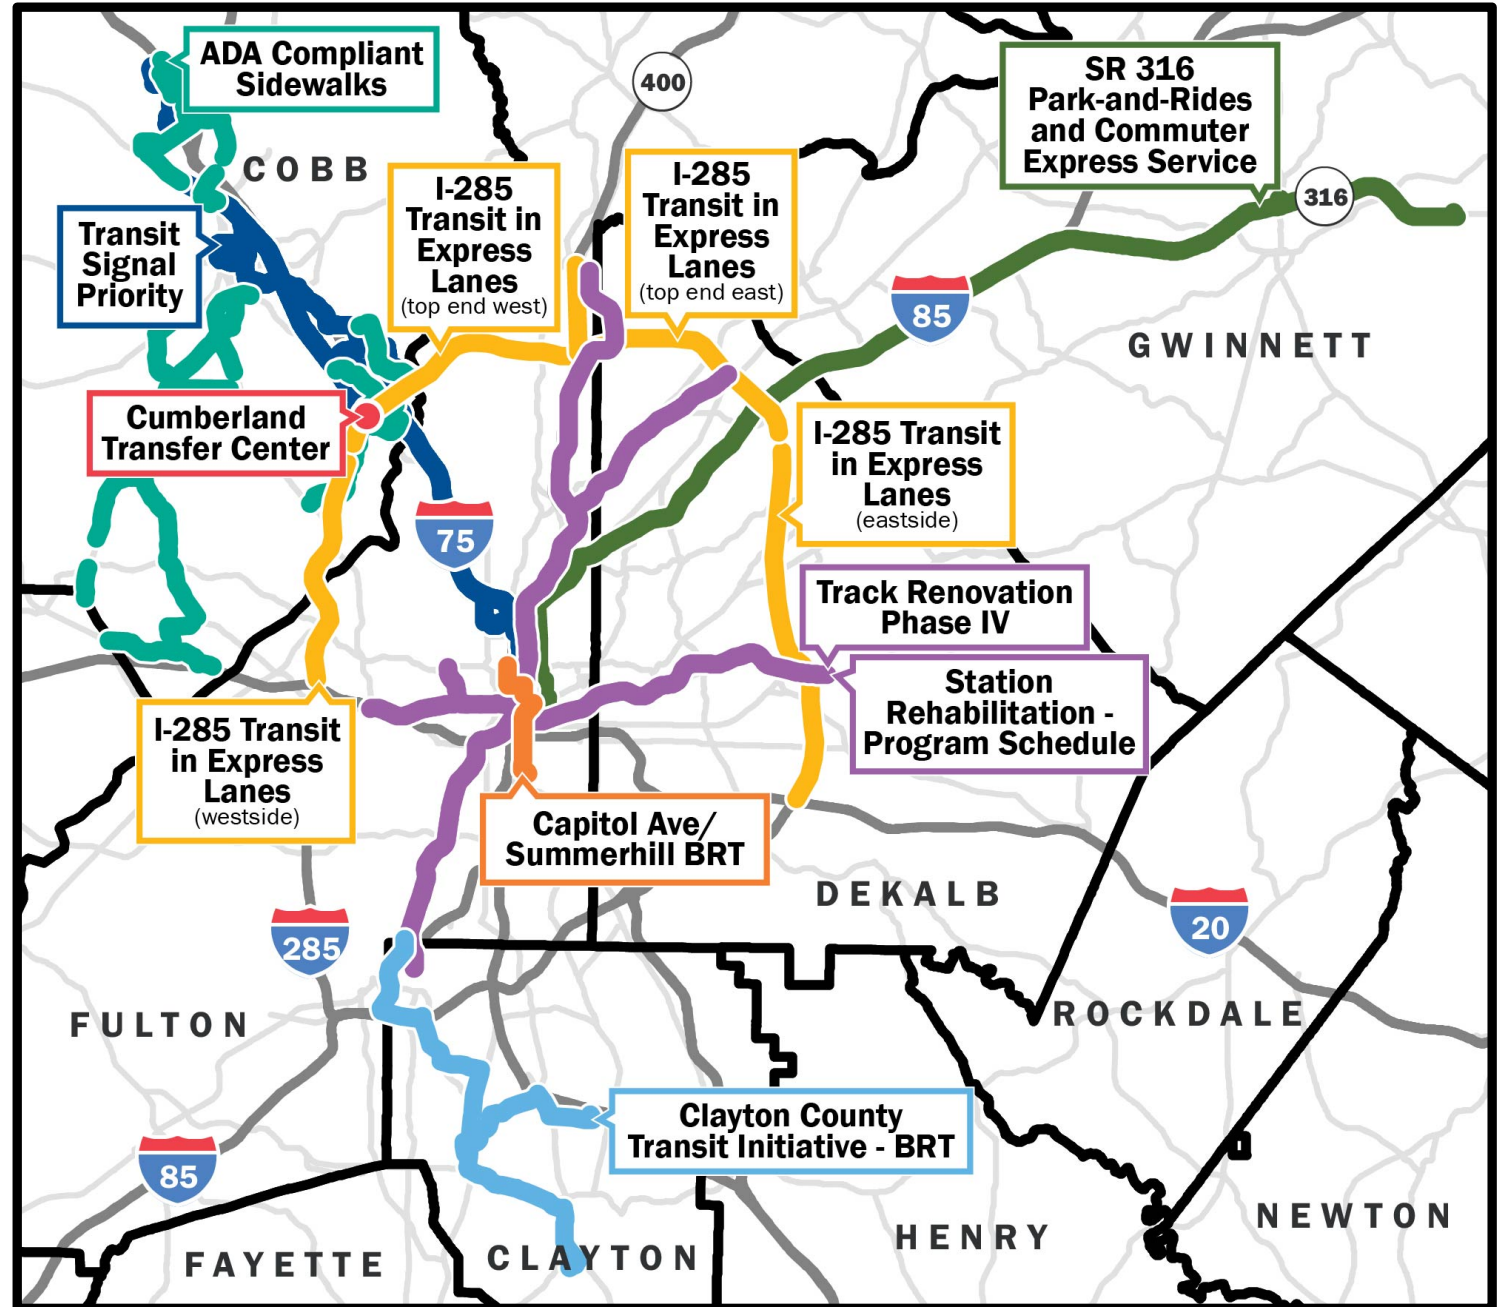 ADA Compliant
Sidewalks
400
SR 316
Park-and-Rides
and Commuter
Express Service
COBB
I-285
Transit in
Express
Lanes
(top end west)
I-285
Transit in
Express
Lanes
(top end east)
316
Transit
Signal
Priority
85
GWINNETT
Cumberland
Transfer Center
I-285 Transit
in Express
Lanes
(eastside)
75
Track Renovation
Phase IV
Station
Rehabilitation -
Program Schedule
I-285 Transit
in Express
Lanes
(westside)
Capitol Ave/
Summerhill BRT
DEKALB
285
20
FULTON
ROCKDALE
Clayton County
Transit Initiative - BRT
85
NEWTON
HENRY
FAYETTE
CLAYTON